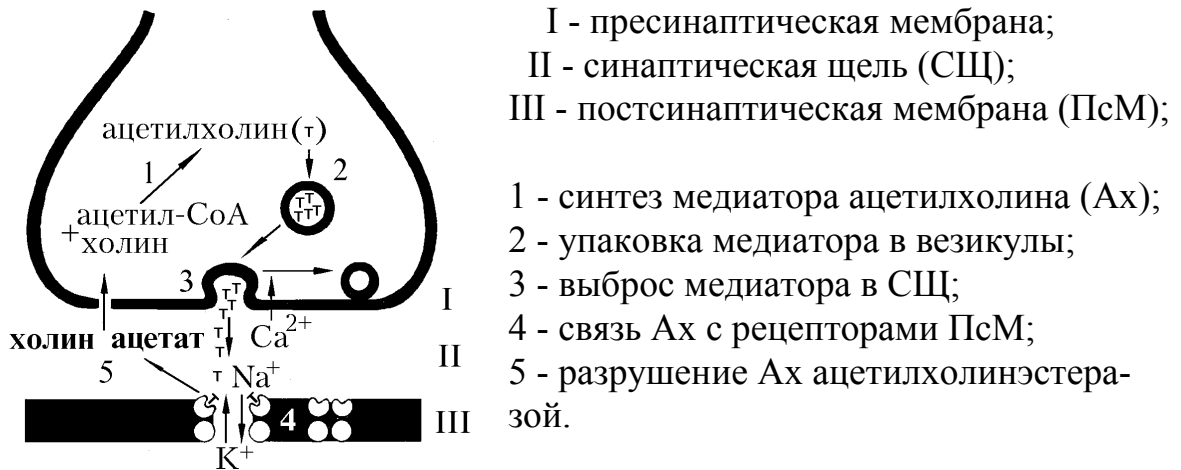 I - пресинаптическая мембрана;
II - синаптическая щель (СЩ);
III - постсинаптическая мембрана (ПсМ);
1 - синтез медиатора ацетилхолина (Ах);
2 - упаковка медиатора в везикулы;
3 - выброс медиатора в СЩ;
4 - связь Ах с рецепторами ПсМ;
5 - разрушение Ах ацетилхолинэстера-
зой.
ацетилхолин (т)
1
2
т т
т т т
ацетил-СоА
+ холин
3
т
т т
т
I
холин ацетат
т
т
Ca²⁺
II
5
т
Na⁺
4
III
K⁺